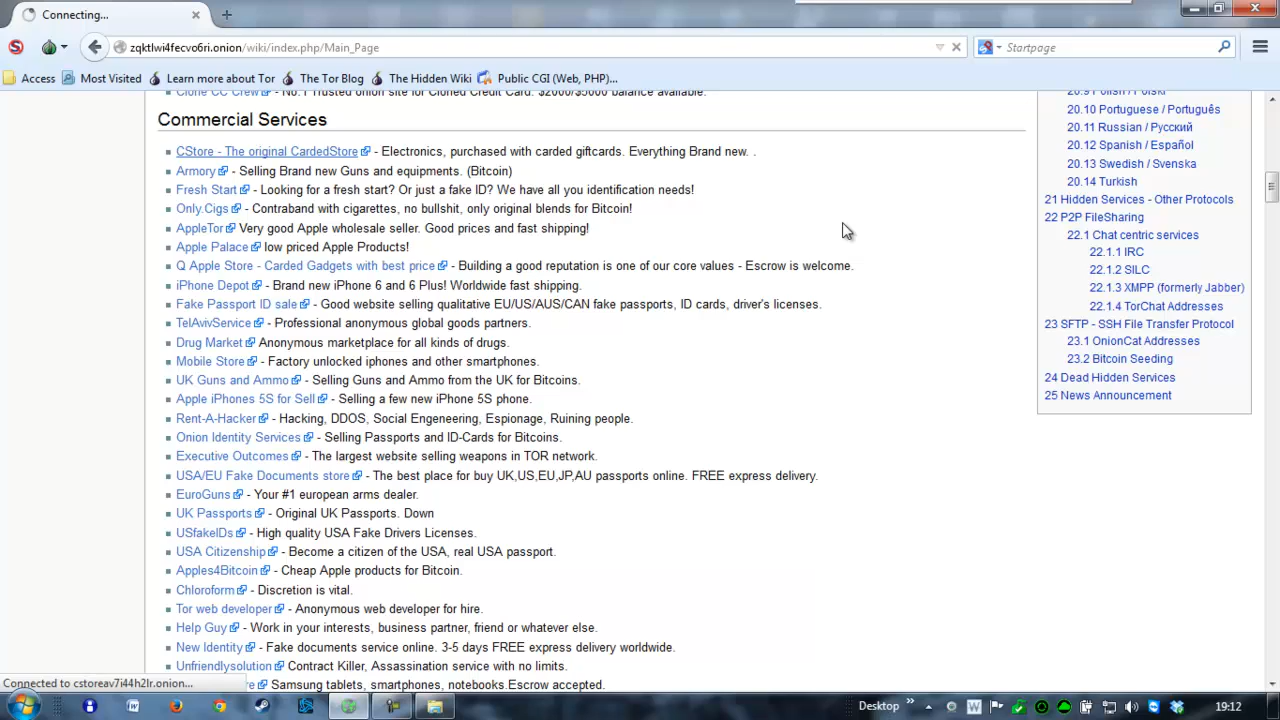 Connecting...
zqktlwi4fecvo6ri.onion/wiki/index.php/Main_Page
Startpage
Access
Most Visited
Learn more about Tor
The Tor Blog
The Hidden Wiki
Public CGI (Web, PHP)...
Clone CC Crew - No.1 Trusted onion site for Cloned Credit Card. $2000/$5000 balance available.
Commercial Services
CStore - The original CardedStore - Electronics, purchased with carded giftcards. Everything Brand new. .
Armory - Selling Brand new Guns and equipments. (Bitcoin)
Fresh Start - Looking for a fresh start? Or just a fake ID? We have all you identification needs!
Only.Cigs - Contraband with cigarettes, no bullshit, only original blends for Bitcoin!
AppleTor Very good Apple wholesale seller. Good prices and fast shipping!
Apple Palace low priced Apple Products!
Q Apple Store - Carded Gadgets with best price - Building a good reputation is one of our core values - Escrow is welcome.
iPhone Depot - Brand new iPhone 6 and 6 Plus! Worldwide fast shipping.
Fake Passport ID sale - Good website selling qualitative EU/US/AUS/CAN fake passports, ID cards, driver's licenses.
TelAvivService - Professional anonymous global goods partners.
Drug Market Anonymous marketplace for all kinds of drugs.
Mobile Store - Factory unlocked iphones and other smartphones.
UK Guns and Ammo - Selling Guns and Ammo from the UK for Bitcoins.
Apple iPhones 5S for Sell - Selling a few new iPhone 5S phone.
Rent-A-Hacker - Hacking, DDOS, Social Engeneering, Espionage, Ruining people.
Onion Identity Services - Selling Passports and ID-Cards for Bitcoins.
Executive Outcomes - The largest website selling weapons in TOR network.
USA/EU Fake Documents store - The best place for buy UK,US,EU,JP,AU passports online. FREE express delivery.
EuroGuns - Your #1 european arms dealer.
UK Passports - Original UK Passports. Down
USfakeIDs - High quality USA Fake Drivers Licenses.
USA Citizenship - Become a citizen of the USA, real USA passport.
Apples4Bitcoin - Cheap Apple products for Bitcoin.
Chloroform - Discretion is vital.
Tor web developer - Anonymous web developer for hire.
Help Guy - Work in your interests, business partner, friend or whatever else.
New Identity - Fake documents service online. 3-5 days FREE express delivery worldwide.
Unfriendlysolution Contract Killer, Assassination service with no limits.
Samsung tablets, smartphones, notebooks.Escrow accepted.
20.9 Polish / Polski
20.10 Portuguese / Português
20.11 Russian / Русский
20.12 Spanish / Español
20.13 Swedish / Svenska
20.14 Turkish
21 Hidden Services - Other Protocols
22 P2P FileSharing
22.1 Chat centric services
22.1.1 IRC
22.1.2 SILC
22.1.3 XMPP (formerly Jabber)
22.1.4 TorChat Addresses
23 SFTP - SSH File Transfer Protocol
23.1 OnionCat Addresses
23.2 Bitcoin Seeding
24 Dead Hidden Services
25 News Announcement
Connected to cstoreav7i44h2lr.onion...
Desktop
19:12